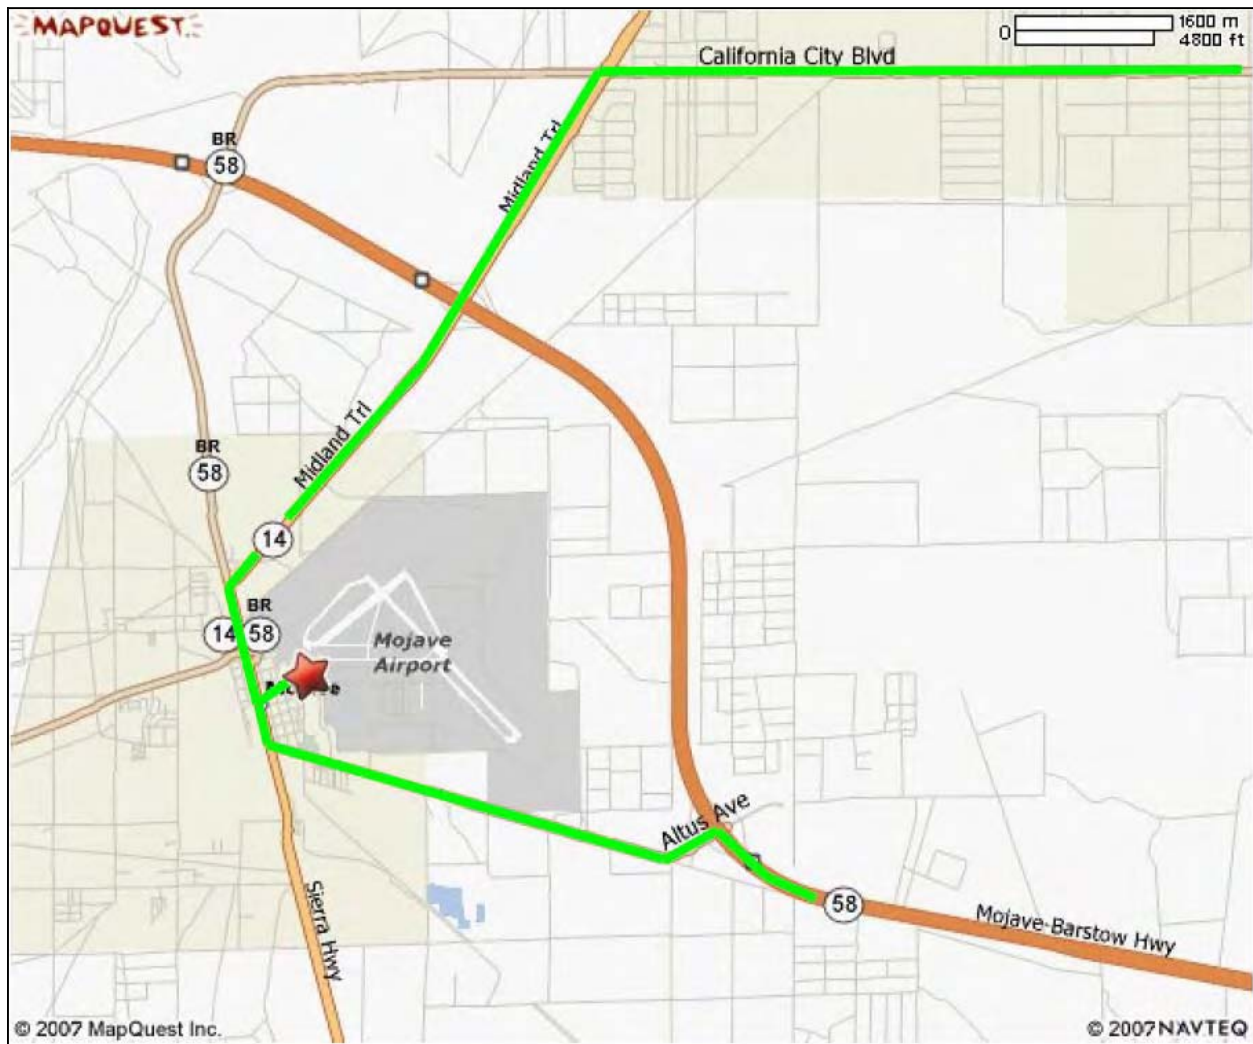 MAPQUEST
0
1600 m
4800 ft
California City Blvd
BR
58
Midland Trl
Midland Trl
BR
58
14
BR
14
58
Mojave
Airport
Altus Ave
58
Mojave-Barstow Hwy
Sierra Hwy
© 2007 MapQuest Inc.
© 2007 NAVTEQ